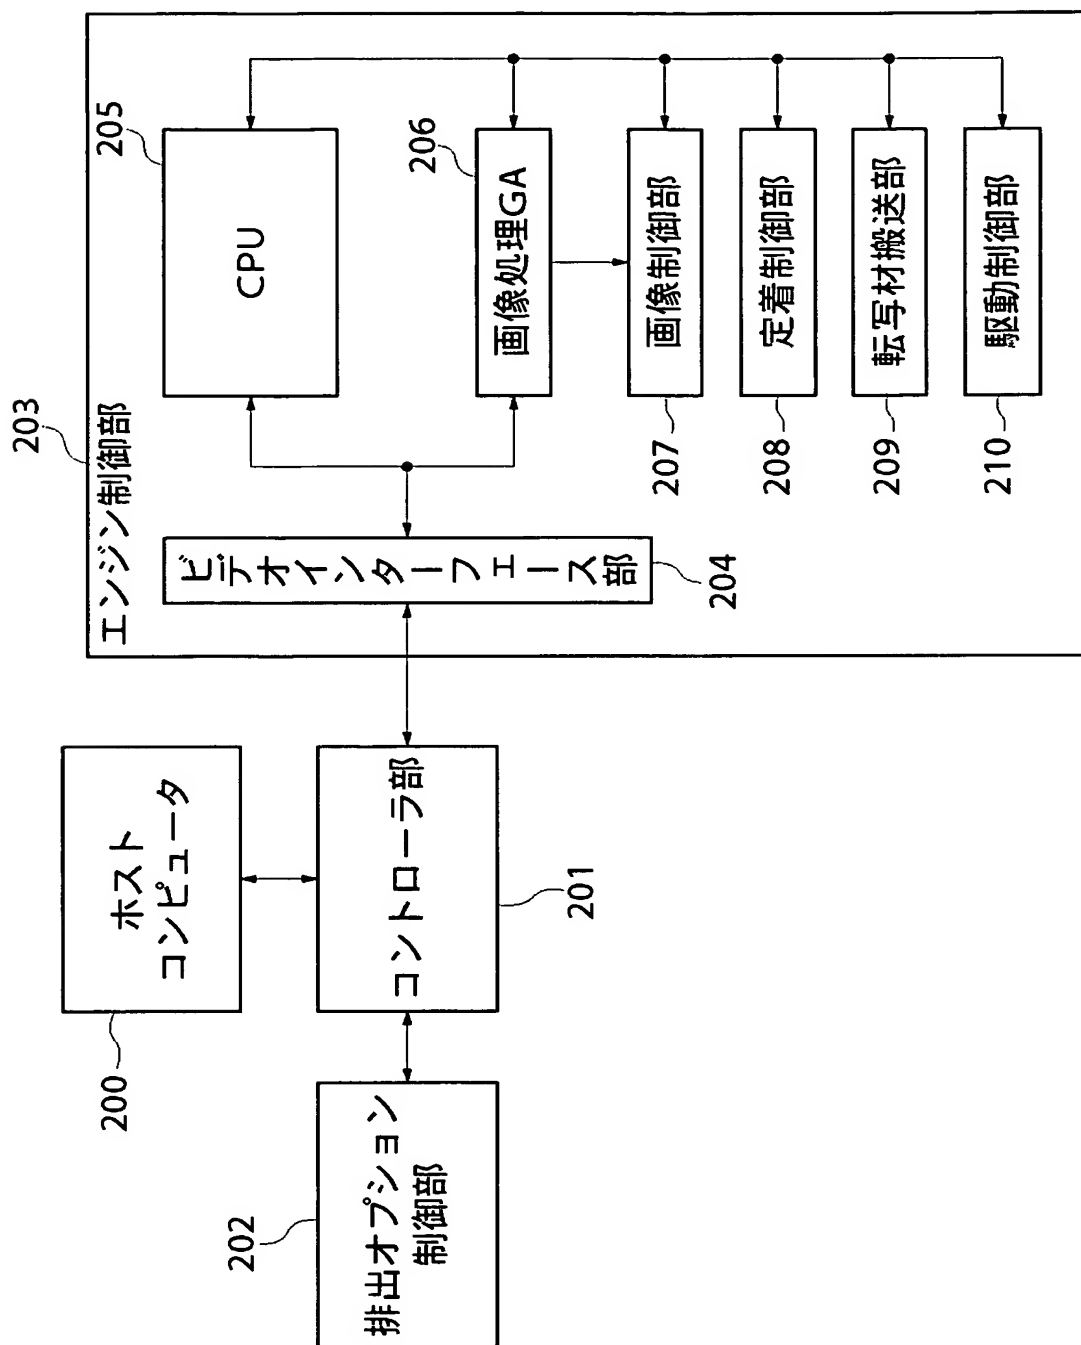 200
ホスト
コンピュータ
202
排出オプション
制御部
コントローラ部
201
203
エンジン制御部
ビデオインターフェース部
204
205
CPU
206
画像処理GA
画像制御部
207
定着制御部
208
転写材搬送部
209
駆動制御部
210